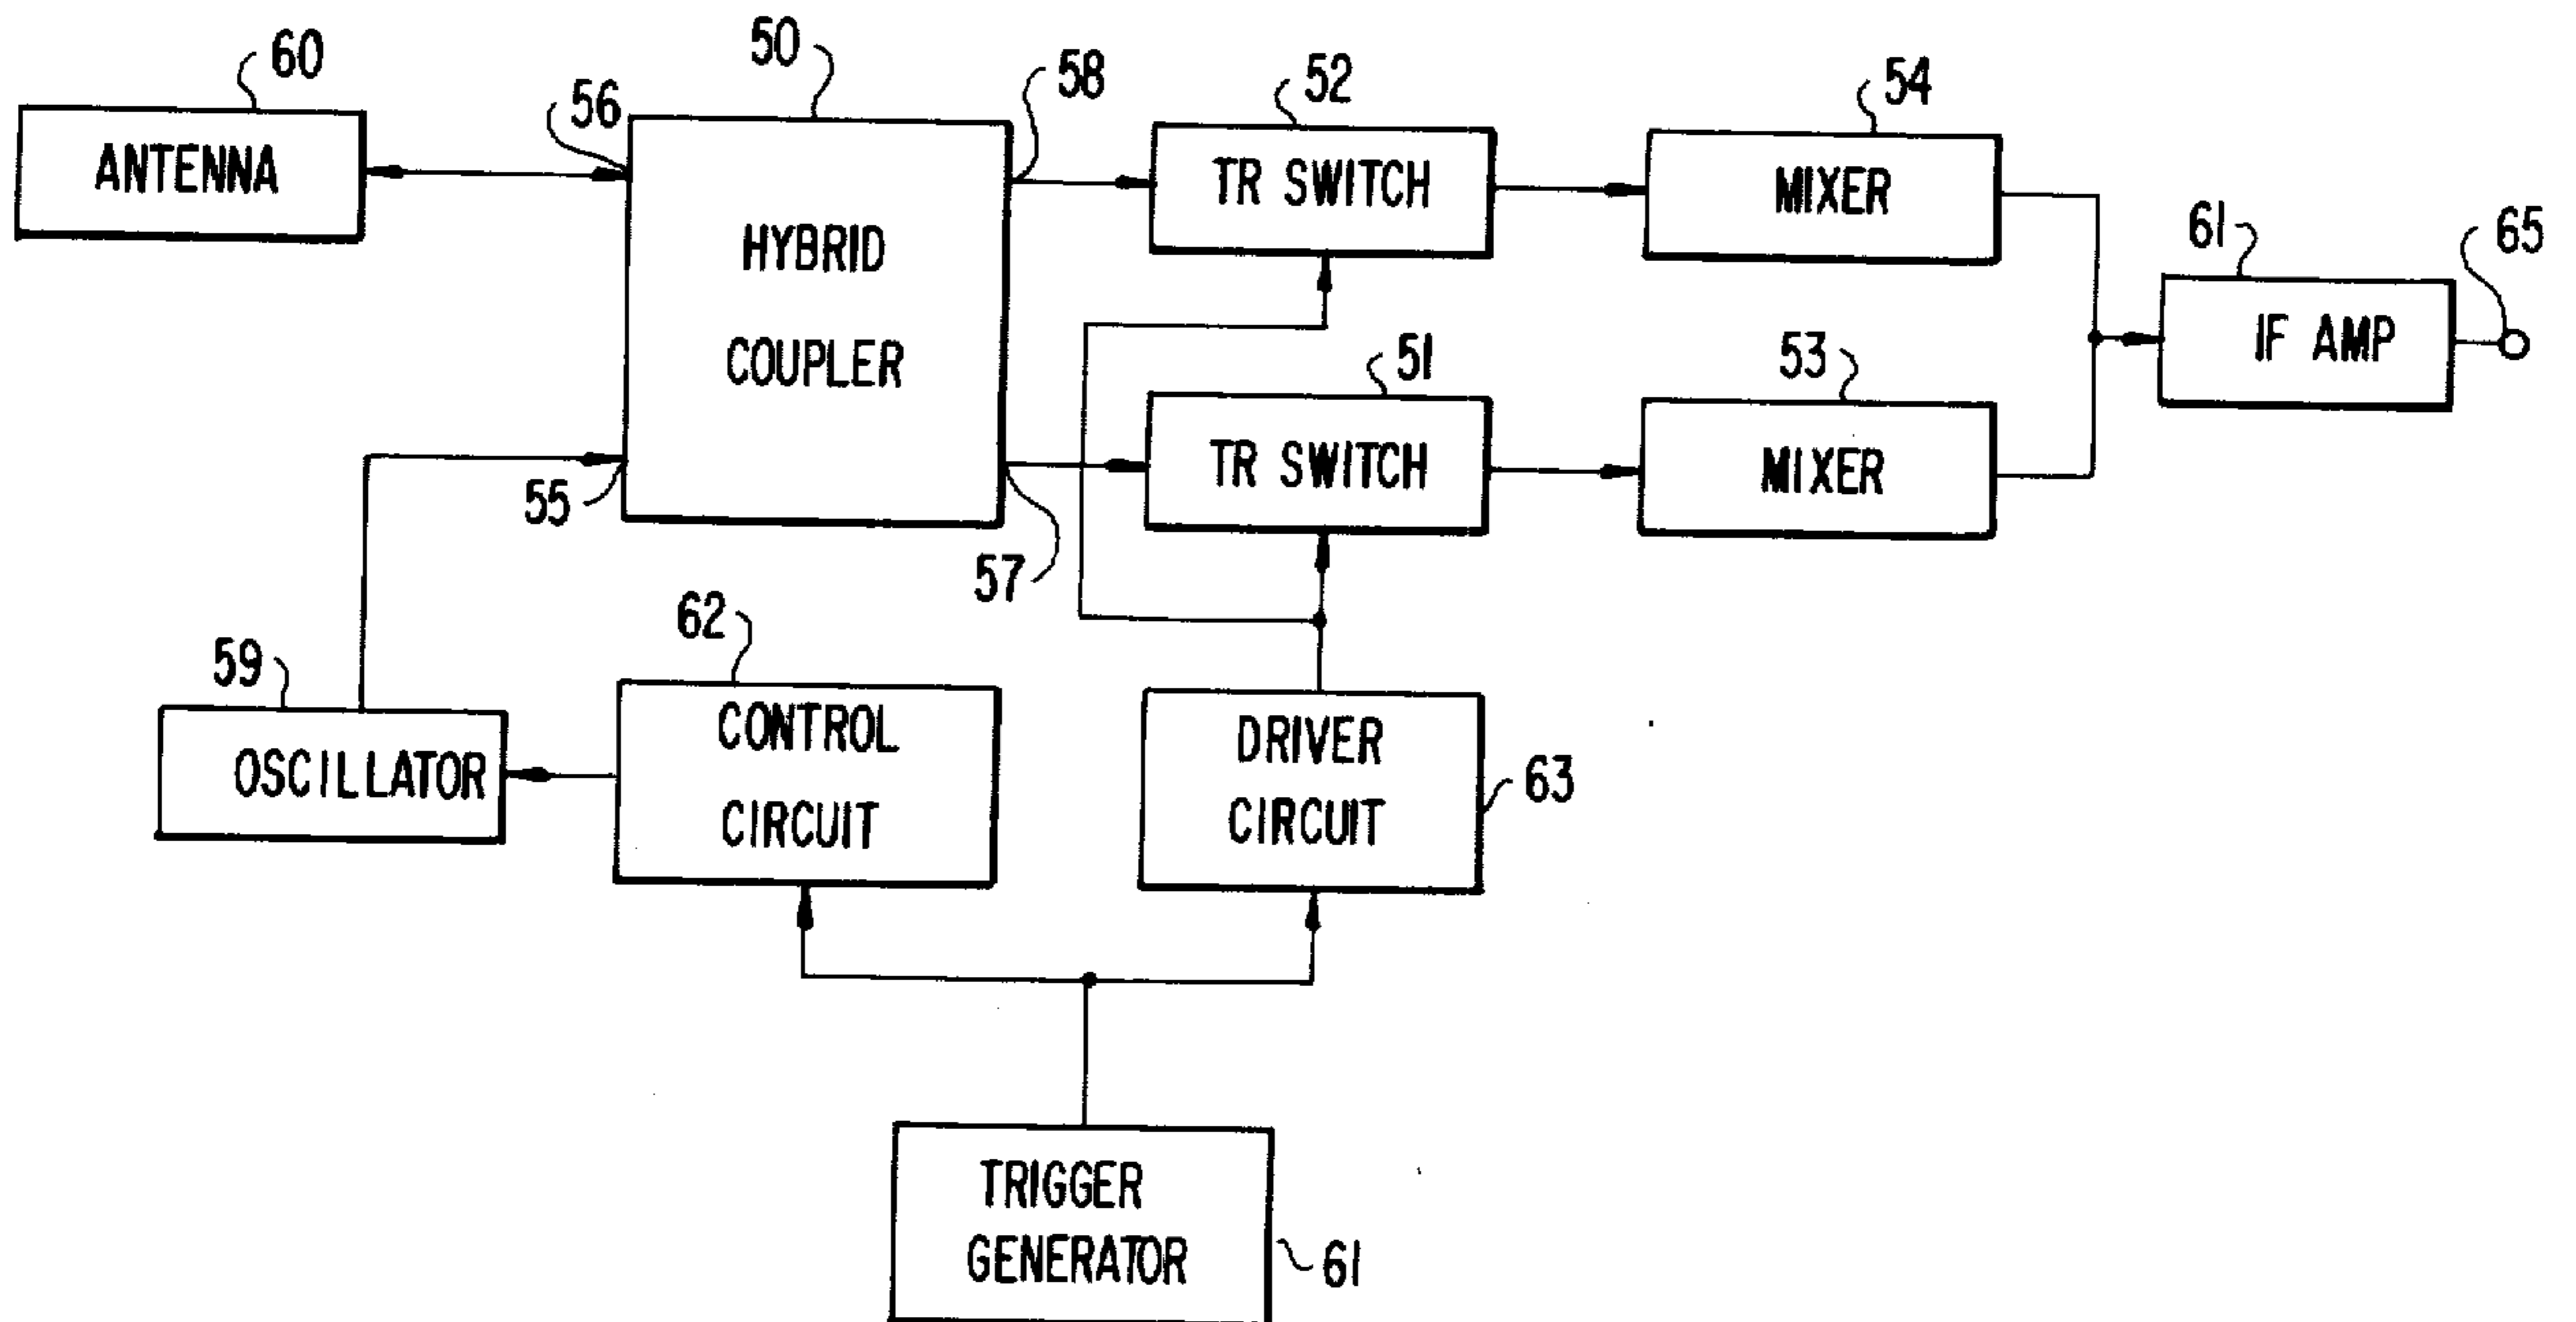 60
50
58
52
54
56
ANTENNA
TR SWITCH
MIXER
HYBRID
COUPLER
61
65
IF AMP
51
53
TR SWITCH
MIXER
55
57
62
59
OSCILLATOR
CONTROL
CIRCUIT
DRIVER
CIRCUIT
63
TRIGGER
GENERATOR
61